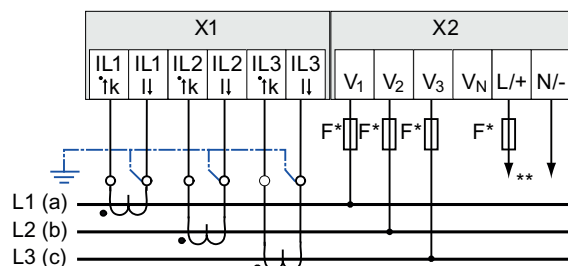 X1 X2
IL1 IL1 IL2 IL2 IL3 IL3
k l k l k l V1 V2 V3 VN L/+ N/-
F* F* F* F*
**
L1 (a)
L2 (b)
L3 (c)